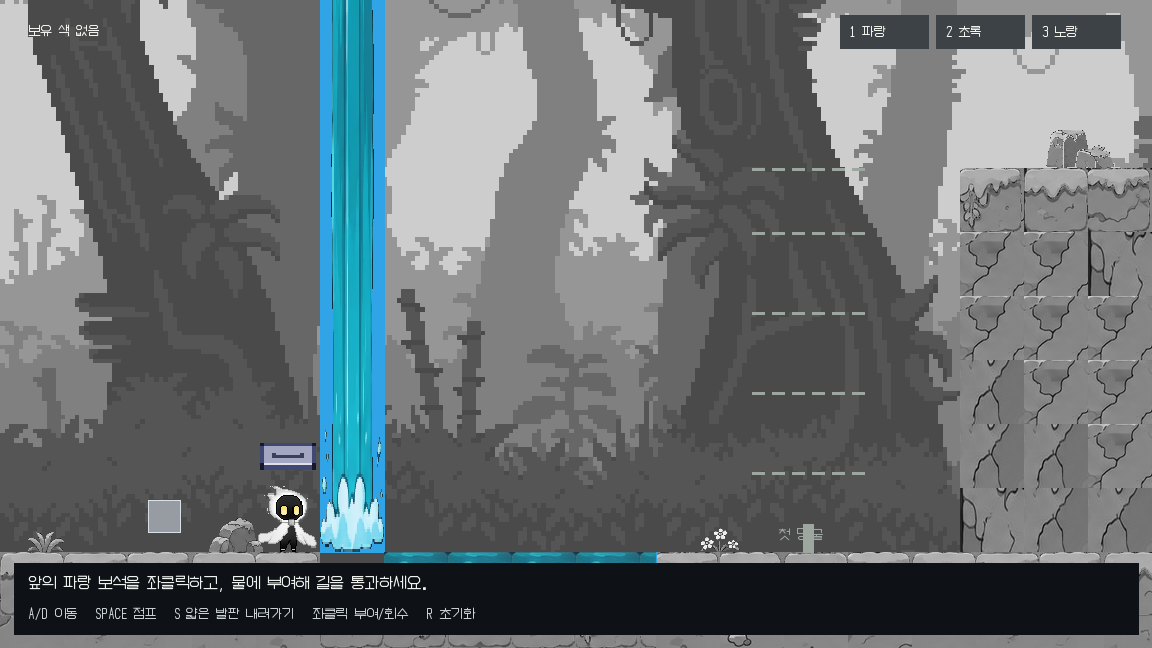 보유 색 없음
1 파랑
2 초록
3 노랑
앞의 파랑 보석을 좌클릭하고, 물에 부여해 길을 통과하세요.
A/D 이동 SPACE 점프 S 얇은 발판 내려가기 좌클릭 부여/회수 R 초기화